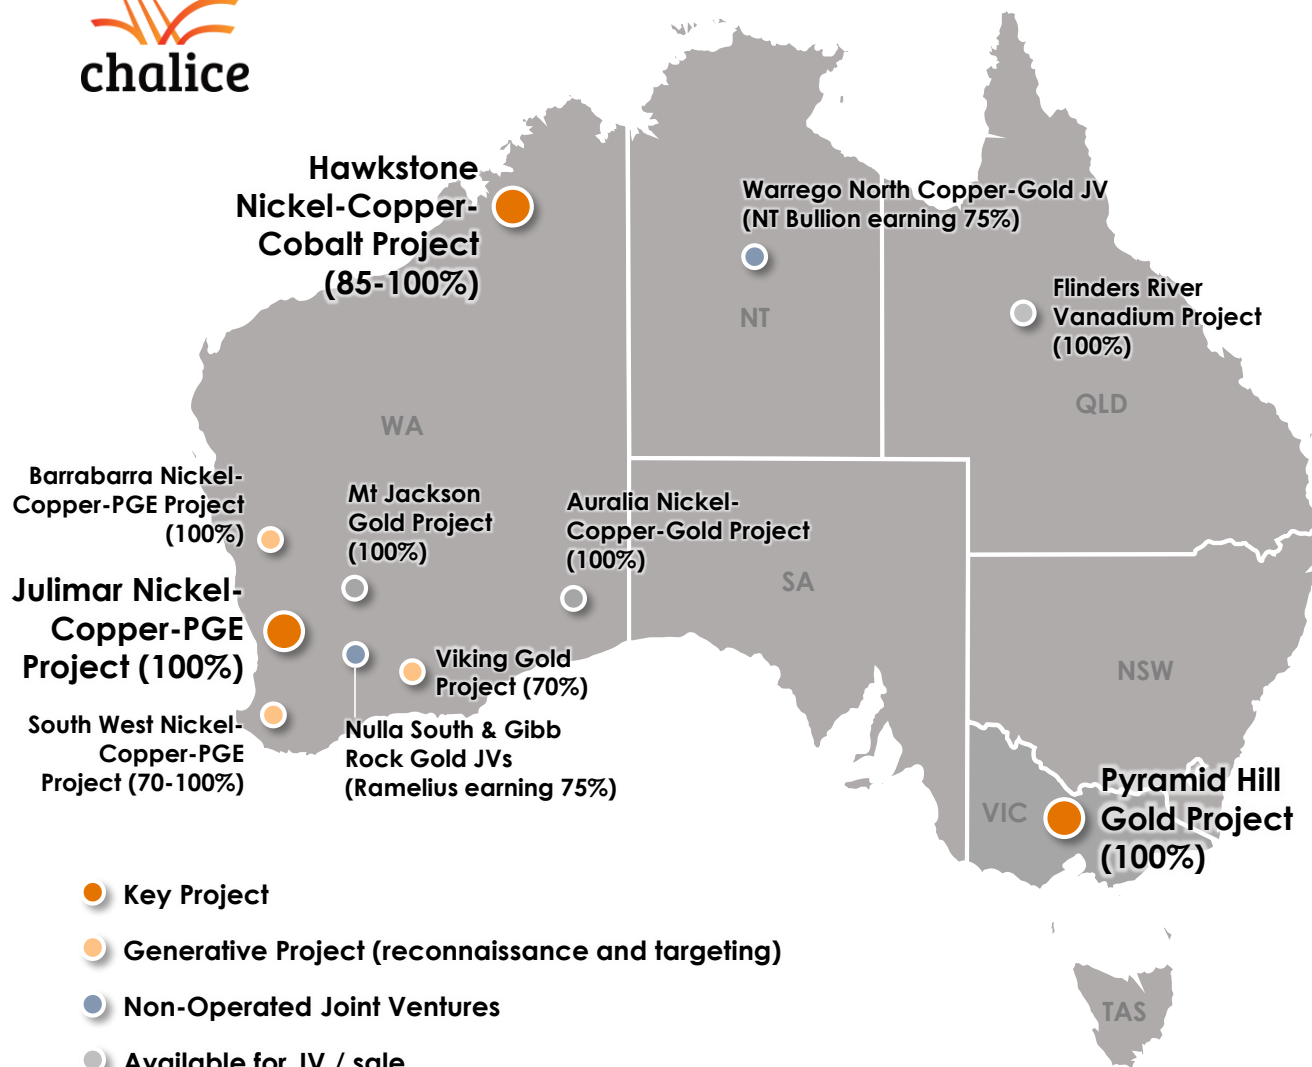 chalice
Hawkstone
Nickel-Copper-
Cobalt Project
(85-100%)
Warrego North Copper-Gold JV
(NT Bullion earning 75%)
NT
Flinders River
Vanadium Project
(100%)
QLD
WA
Barrabarra Nickel-
Copper-PGE Project
(100%)
Mt Jackson
Gold Project
(100%)
Auralia Nickel-
Copper-Gold Project
(100%)
SA
Julimar Nickel-
Copper-PGE
Project (100%)
Viking Gold
Project (70%)
NSW
South West Nickel-
Copper-PGE
Project (70-100%)
Nulla South & Gibb
Rock Gold JVs
(Ramelius earning 75%)
VIC
Pyramid Hill
Gold Project
(100%)
Key Project
Generative Project (reconnaissance and targeting)
Non-Operated Joint Ventures
Available for JV / sale
TAS